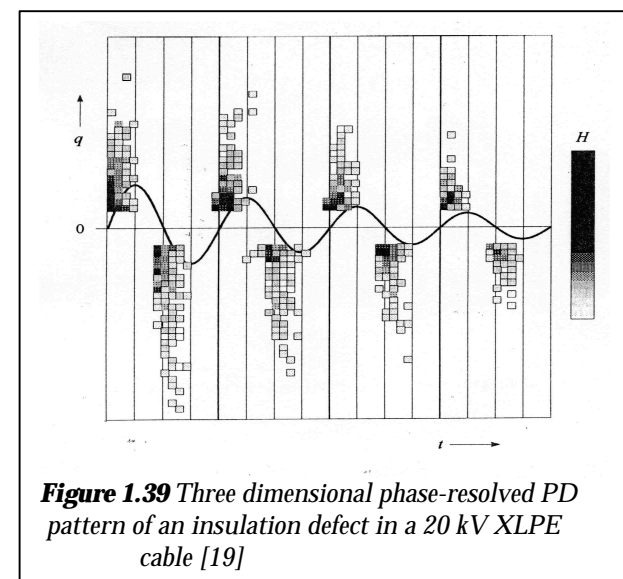 q
H
0
t
Figure 1.39 Three dimensional phase-resolved PD
pattern of an insulation defect in a 20 kV XLPE
cable [19]